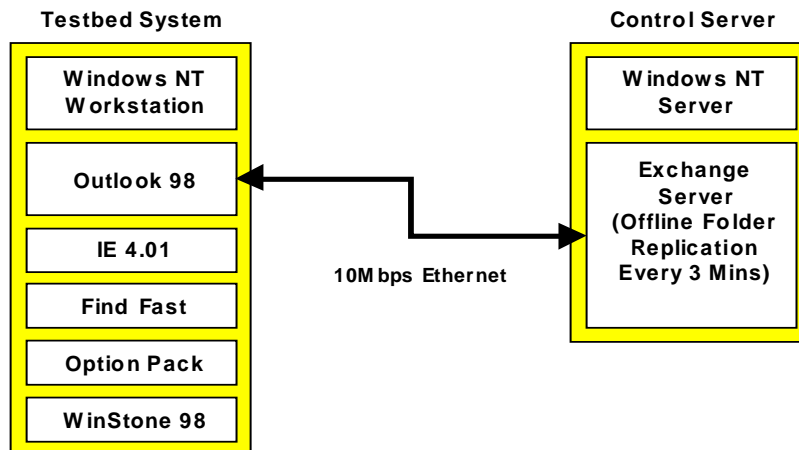 Testbed System
Windows NT
Workstation
Outlook 98
IE 4.01
Find Fast
Option Pack
WinStone 98
10Mbps Ethernet
Control Server
Windows NT
Server
Exchange
Server
(Offline Folder
Replication
Every 3 Mins)